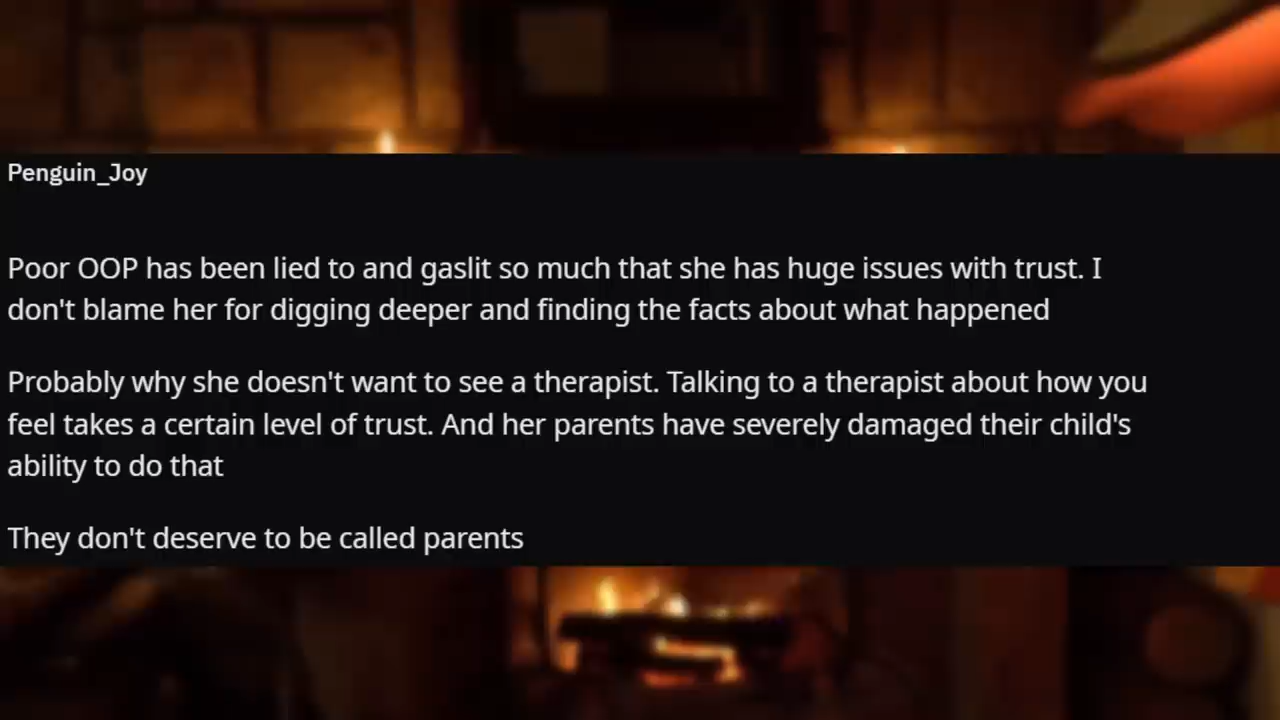 Penguin_Joy
Poor OOP has been lied to and gaslit so much that she has huge issues with trust. I
don't blame her for digging deeper and finding the facts about what happened
Probably why she doesn't want to see a therapist. Talking to a therapist about how you
feel takes a certain level of trust. And her parents have severely damaged their child's
ability to do that
They don't deserve to be called parents